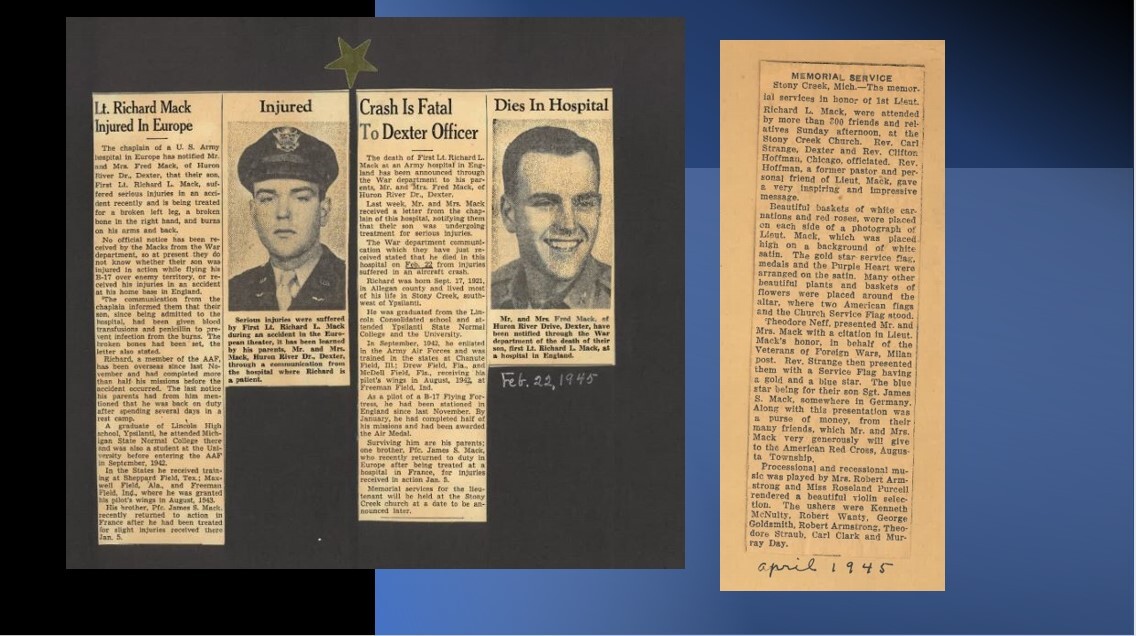 Lt. Richard Mack
Injured In Europe
The chaplain of a U. S. Army
hospital in Europe has notified Mr.
and Mrs. Fred Mack, of Huron
River Dr., Dexter, that their son,
First Lt. Richard L. Mack, suf-
fered serious injuries in an acci-
dent recently and is being treated
for a broken left leg, a broken
bone in the right hand, and burns
on his arms and back.
No official notice has been re-
ceived by the Macks from the War
department, so at present they do
not know whether their son was
injured in action while flying his
B-17 over enemy territory, or re-
ceived his injuries in an accident
at his home base in England.
The communication from the
chaplain informed them that their
son, since being admitted to the
hospital, had been given blood
transfusions and penicillin to pre-
vent infection from the burns. The
broken bones had been set, the
letter also stated.
Richard, a member of the AAF,
has been overseas since last No-
vember and had completed more
than half his missions before the
accident occurred. The last notice
his parents had from him men-
tioned that he was back on duty
after spending several days in a
rest camp.
A graduate of Lincoln High
school, Ypsilanti, he attended Mich-
igan State Normal College there
and was also a student at the Uni-
versity before entering the AAF
in September, 1942.
In the States he received train-
ing at Sheppard Field, Tex.; Max-
well Field, Ala., and Freeman
Field, Ind., where he was granted
his pilot's wings in August, 1943.
His brother, Pfc. James S. Mack,
recently returned to action in
France after he had been treated
for slight injuries received there
Jan. 5.
Injured
Serious injuries were suffered
by First Lt. Richard L. Mack
during an accident in the Euro-
pean theater, it has been learned
by his parents, Mr. and Mrs.
Mack, Huron River Dr., Dexter,
through a communication from
the hospital where Richard is
a patient.
Crash Is Fatal
To Dexter Officer
The death of First Lt. Richard L.
Mack at an Army hospital in Eng-
land has been announced through
the War department to his par-
ents, Mr. and Mrs. Fred Mack, of
Huron River Dr., Dexter.
Last week, Mr. and Mrs. Mack
received a letter from the chap-
lain of this hospital, notifying them
that their son was undergoing
treatment for serious injuries.
The War department communi-
cation which they have just re-
ceived stated that he died in this
hospital on Feb. 22 from injuries
suffered in an aircraft crash.
Richard was born Sept. 17, 1921,
in Allegan county and lived most
of his life in Stony Creek, south-
west of Ypsilanti.
He was graduated from the Lin-
coln Consolidated school and at-
tended Ypsilanti State Normal
College and the University.
In September, 1942, he enlisted
in the Army Air Forces and was
trained in the states at Chanute
Field, Ill.; Drew Field, Fla., and
McDell Field, Fla., receiving his
pilot's wings in August, 1943, at
Freeman Field, Ind.
As a pilot of a B-17 Flying For-
tress, he had been stationed in
England since last November. By
January, he had completed half of
his missions and had been awarded
the Air Medal.
Surviving him are his parents;
one brother, Pfc. James S. Mack,
who recently returned to duty in
Europe after being treated at a
hospital in France, for injuries
received in action Jan. 5.
Memorial services for the lieu-
tenant will be held at the Stony
Creek church at a date to be an-
nounced later.
Dies In Hospital
Mr. and Mrs. Fred Mack, of
Huron River Drive, Dexter, have
been notified through the War
department of the death of their
son, first Lt. Richard L. Mack, at
a hospital in England.
Feb. 22, 1945
MEMORIAL SERVICE
Stony Creek, Mich.—The memor-
ial services in honor of 1st Lieut.
Richard L. Mack, were attended
by more than 300 friends and rel-
atives Sunday afternoon, at the
Stony Creek Church. Rev. Carl
Strange, Dexter and Rev. Clifton
Hoffman, Chicago, officiated. Rev.
Hoffman, a former pastor and per-
sonal friend of Lieut. Mack, gave
a very inspiring and impressive
message.
Beautiful baskets of white car-
nations and red roses, were placed
on each side of a photograph of
Lieut. Mack, which was placed
high on a background of white
satin. The gold star service flag,
medals and the Purple Heart were
arranged on the satin. Many other
beautiful plants and baskets of
flowers were placed around the
altar, where two American flags
and the Church Service Flag stood.
Theodore Neff, presented Mr. and
Mrs. Mack with a citation in Lieut.
Mack's honor, in behalf of the
Veterans of Foreign Wars, Milan
post. Rev. Strange then presented
them with a Service Flag having
a gold and a blue star. The blue
star being for their son Sgt. James
S. Mack, somewhere in Germany.
Along with this presentation was
a purse of money, from their
many friends, which Mr. and Mrs.
Mack very generously will give
to the American Red Cross, Augus-
ta Township.
Processional and recessional mu-
sic was played by Mrs. Robert Arm-
strong and Miss Roseland Purcell
rendered a beautiful violin selec-
tion. The ushers were Kenneth
McNulty, Robert Wanty, George
Goldsmith, Robert Armstrong, Theo-
dore Straub, Carl Clark and Mur-
ray Day.
april 1945